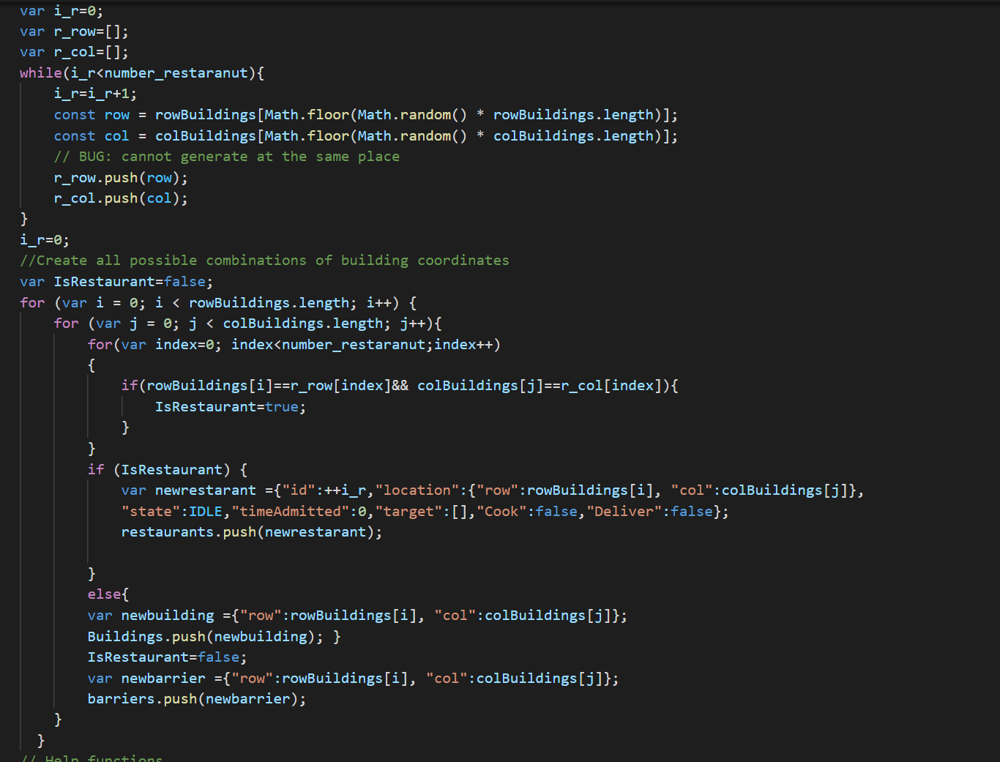 var i_r=0;
var r_row=[];
var r_col=[];
while(i_r<number_restaranut){
i_r=i_r+1;
const row = rowBuildings[Math.floor(Math.random() * rowBuildings.length)];
const col = colBuildings[Math.floor(Math.random() * colBuildings.length)];
// BUG: cannot generate at the same place
r_row.push(row);
r_col.push(col);
}
i_r=0;
//Create all possible combinations of building coordinates
var IsRestaurant=false;
for (var i = 0; i < rowBuildings.length; i++) {
for (var j = 0; j < colBuildings.length; j++){
for(var index=0; index<number_restaranut;index++)
{
if(rowBuildings[i]==r_row[index]&& colBuildings[j]==r_col[index]){
IsRestaurant=true;
}
}
if (IsRestaurant) {
var newrestarant ={"id":++i_r,"location":{"row":rowBuildings[i], "col":colBuildings[j]},
"state":IDLE,"timeAdmitted":0,"target":[],"Cook":false,"Deliver":false};
restaurants.push(newrestarant);
}
else{
var newbuilding ={"row":rowBuildings[i], "col":colBuildings[j]};
Buildings.push(newbuilding); }
IsRestaurant=false;
var newbarrier ={"row":rowBuildings[i], "col":colBuildings[j]};
barriers.push(newbarrier);
}
}
// Help functions